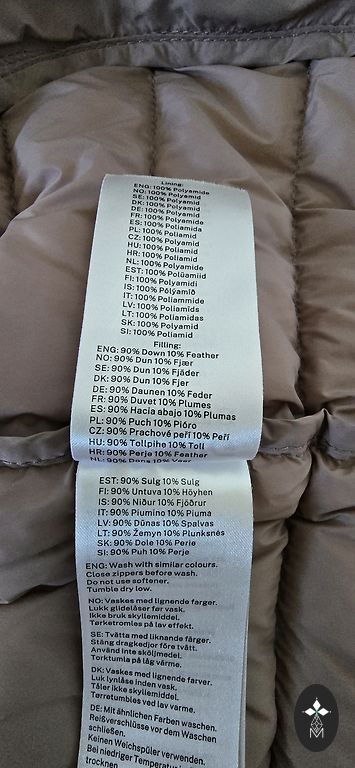 Lining:
ENG: 100% Polyamide
NO: 100% Polyamid
SE: 100% Polyamid
DK: 100% Polyamid
DE: 100% Polyamid
FR: 100% Polyamide
ES: 100% Poliamida
PL: 100% Poliamid
CZ: 100% Polyamid
HU: 100% Poliamid
HR: 100% Poliamid
NL: 100% Polyamide
EST: 100% Polüamiid
FI: 100% Polyamidi
IS: 100% Pólýamíð
IT: 100% Poliammide
LV: 100% Poliamīds
LT: 100% Poliamidas
SK: 100% Polyamid
SI: 100% Poliamid
Filling:
ENG: 90% Down 10% Feather
NO: 90% Dun 10% Fjær
SE: 90% Dun 10% Fjäder
DK: 90% Dun 10% Fjer
DE: 90% Daunen 10% Feder
FR: 90% Duvet 10% Plumes
ES: 90% Hacia abajo 10% Plumas
PL: 90% Puch 10% Pióro
CZ: 90% Prachové peří 10% Peří
HU: 90% Tollpihe 10% Toll
HR: 90% Perje 10% Feather
NL: 90% Dons 10% Veer
EST: 90% Sulg 10% Sulg
FI: 90% Untuva 10% Höyhen
IS: 90% Niður 10% Fjöður
IT: 90% Piumino 10% Piuma
LV: 90% Dūnas 10% Spalvas
LT: 90% Žemyn 10% Plunksnės
SK: 90% Dole 10% Perie
SI: 90% Puh 10% Perje
ENG: Wash with similar colours.
Close zippers before wash.
Do not use softener.
Tumble dry low.
NO: Vaskes med lignende farger.
Lukk glidelåser før vask.
Ikke bruk skyllemiddel.
Tørketromles på lav effekt.
SE: Tvätta med liknande färger.
Stäng dragkedjor före tvätt.
Använd inte sköljmedel.
Torktumla på låg värme.
DK: Vaskes med lignende farver.
Luk lynlåse inden vask.
Tåler ikke skyllemiddel.
Tørretumbles ved lav varme.
DE: Mit ähnlichen Farben waschen.
Reißverschlüsse vor dem Waschen
schließen.
Keinen Weichspüler verwenden.
Bei niedriger Temperatur
trocknen
M